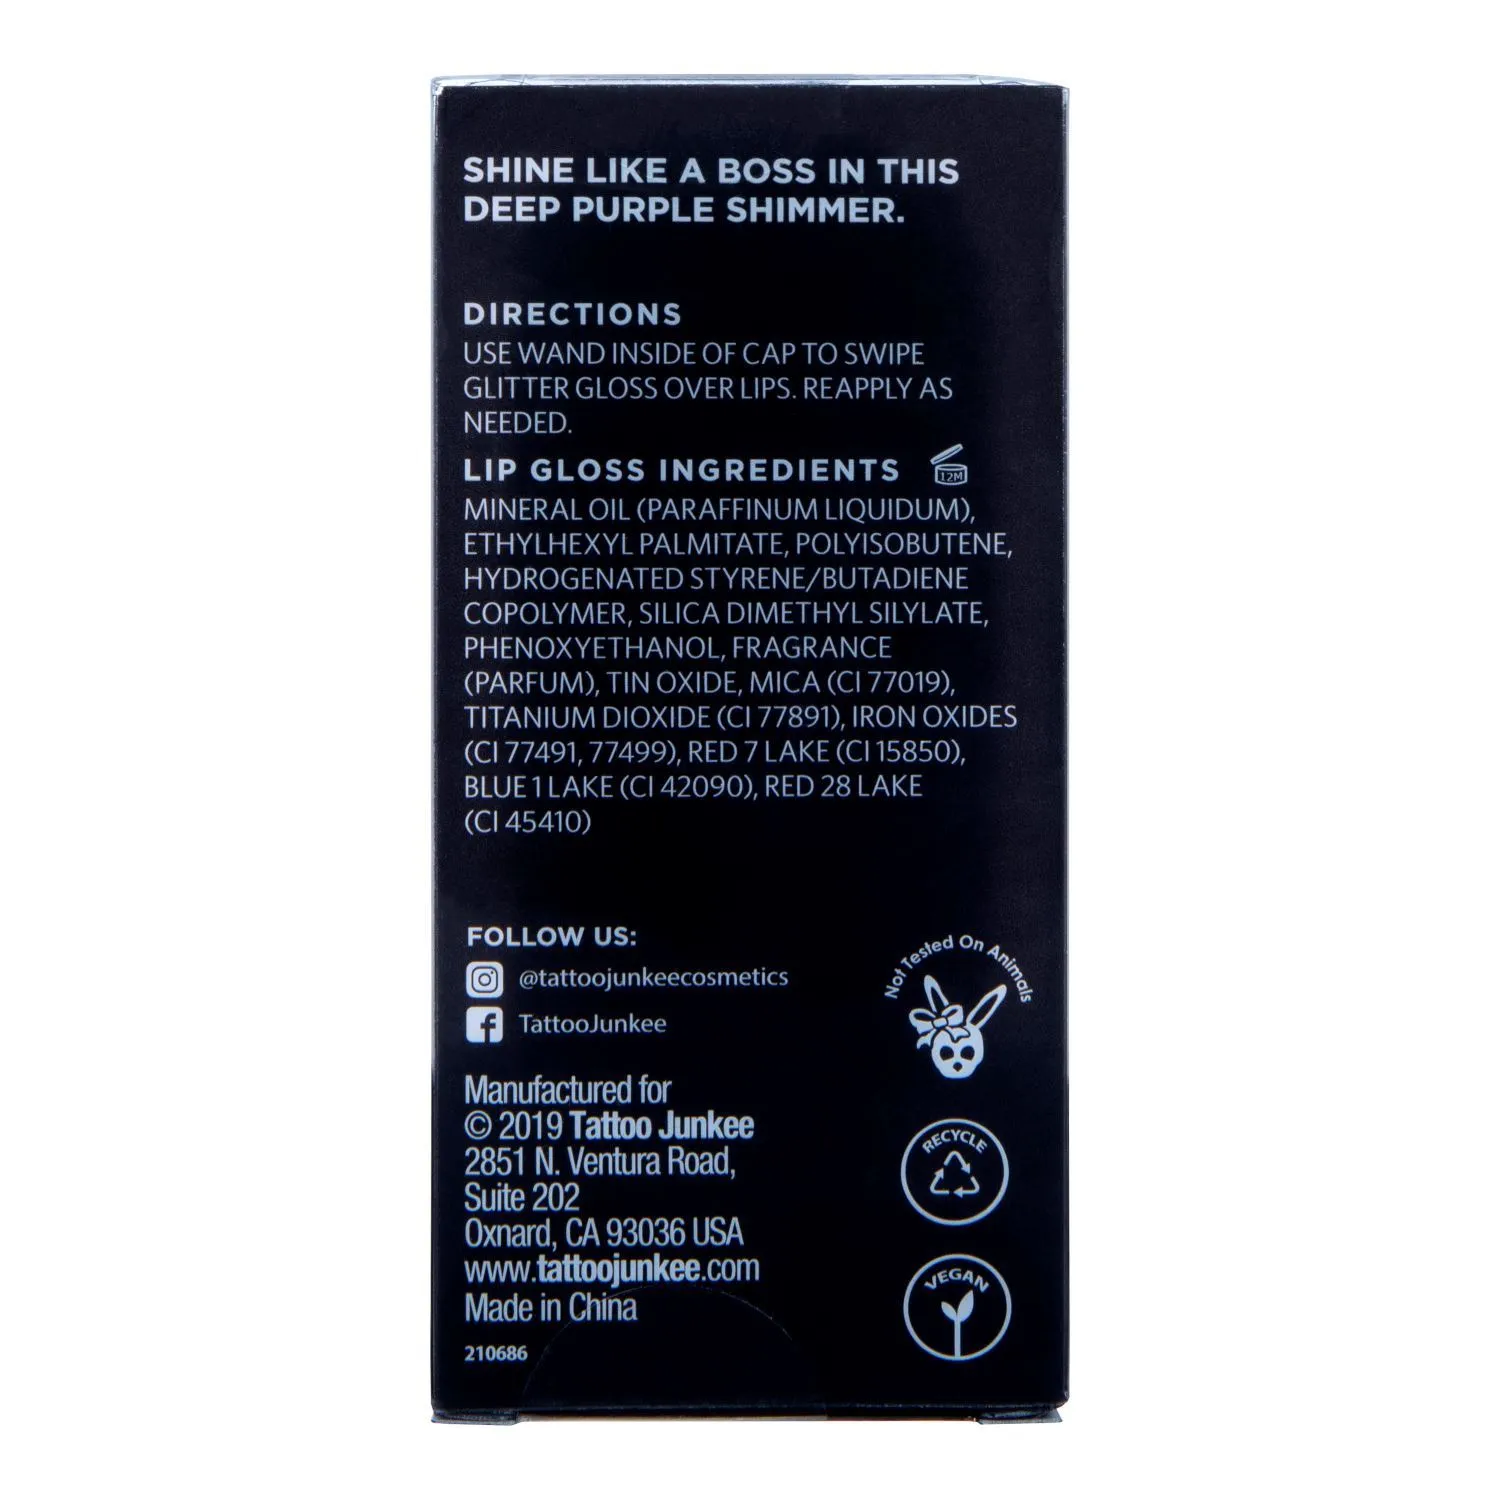 SHINE LIKE A BOSS IN THIS
DEEP PURPLE SHIMMER.
DIRECTIONS
USE WAND INSIDE OF CAP TO SWIPE
GLITTER GLOSS OVER LIPS. REAPPLY AS
NEEDED.
LIP GLOSS INGREDIENTS
12M
MINERAL OIL (PARAFFINUM LIQUIDUM),
ETHYLHEXYL PALMITATE, POLYISOBUTENE,
HYDROGENATED STYRENE/BUTADIENE
COPOLYMER, SILICA DIMETHYL SILYLATE,
PHENOXYETHANOL, FRAGRANCE
(PARFUM), TIN OXIDE, MICA (CI 77019),
TITANIUM DIOXIDE (CI 77891), IRON OXIDES
(CI 77491, 77499), RED 7 LAKE (CI 15850),
BLUE 1 LAKE (CI 42090), RED 28 LAKE
(CI 45410)
FOLLOW US:
@tattoojunkeecosmetics
TattooJunkee
Not Tested On Animals
Manufactured for
© 2019 Tattoo Junkee
2851 N. Ventura Road,
Suite 202
Oxnard, CA 93036 USA
www.tattoojunkee.com
Made in China
210686
RECYCLE
VEGAN